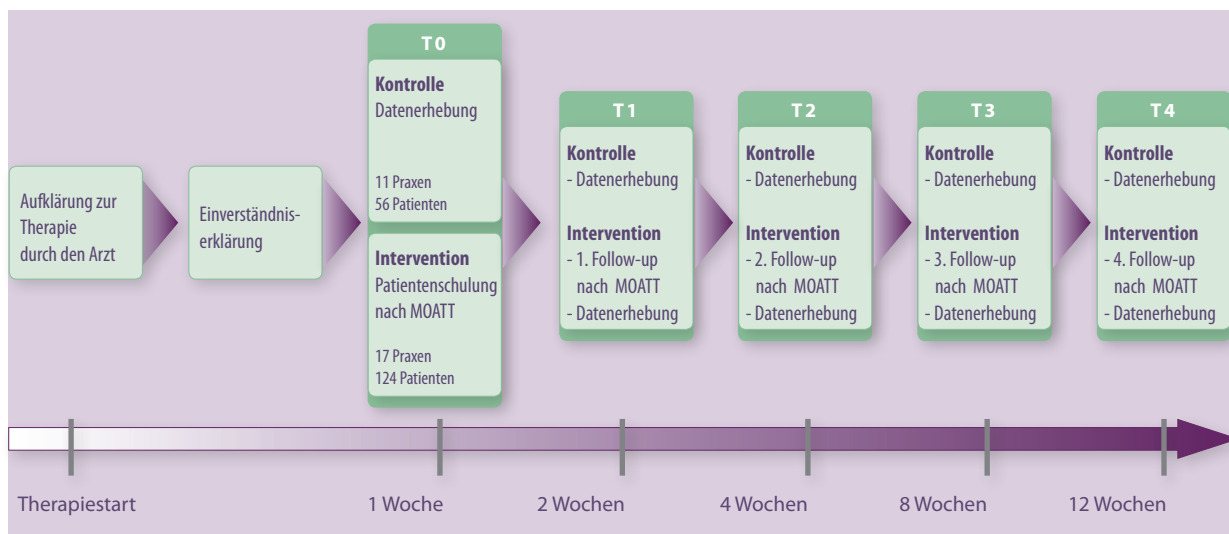 Aufklärung zur
Therapie
durch den Arzt
Einverständnis-
erklärung
T0
Kontrolle
Datenerhebung
11 Praxen
56 Patienten
Intervention
Patientenschulung
nach MOATT
17 Praxen
124 Patienten
T1
Kontrolle
- Datenerhebung
Intervention
- 1. Follow-up
nach MOATT
- Datenerhebung
T2
Kontrolle
- Datenerhebung
Intervention
- 2. Follow-up
nach MOATT
- Datenerhebung
T3
Kontrolle
- Datenerhebung
Intervention
- 3. Follow-up
nach MOATT
- Datenerhebung
T4
Kontrolle
- Datenerhebung
Intervention
- 4. Follow-up
nach MOATT
- Datenerhebung
Therapiestart
1 Woche
2 Wochen
4 Wochen
8 Wochen
12 Wochen